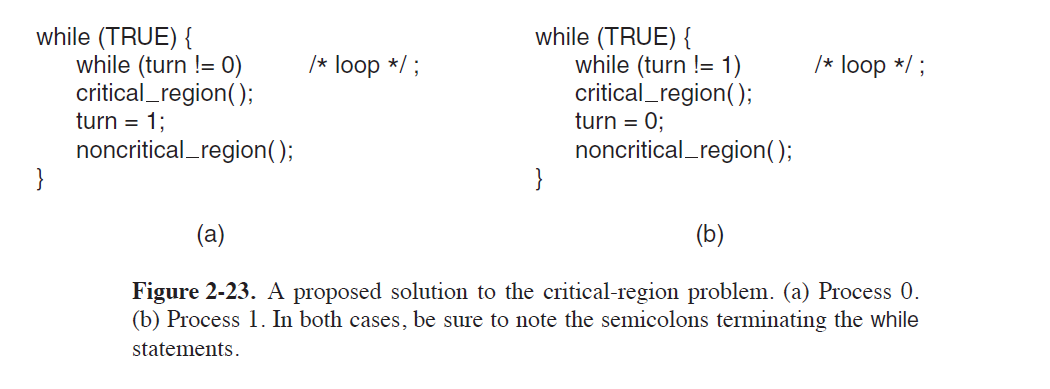 while (TRUE) {
while (turn != 0) /* loop */ ;
critical_region( );
turn = 1;
noncritical_region( );
}
(a)
while (TRUE) {
while (turn != 1) /* loop */ ;
critical_region( );
turn = 0;
noncritical_region( );
}
(b)
Figure 2-23. A proposed solution to the critical-region problem. (a) Process 0.
(b) Process 1. In both cases, be sure to note the semicolons terminating the while
statements.